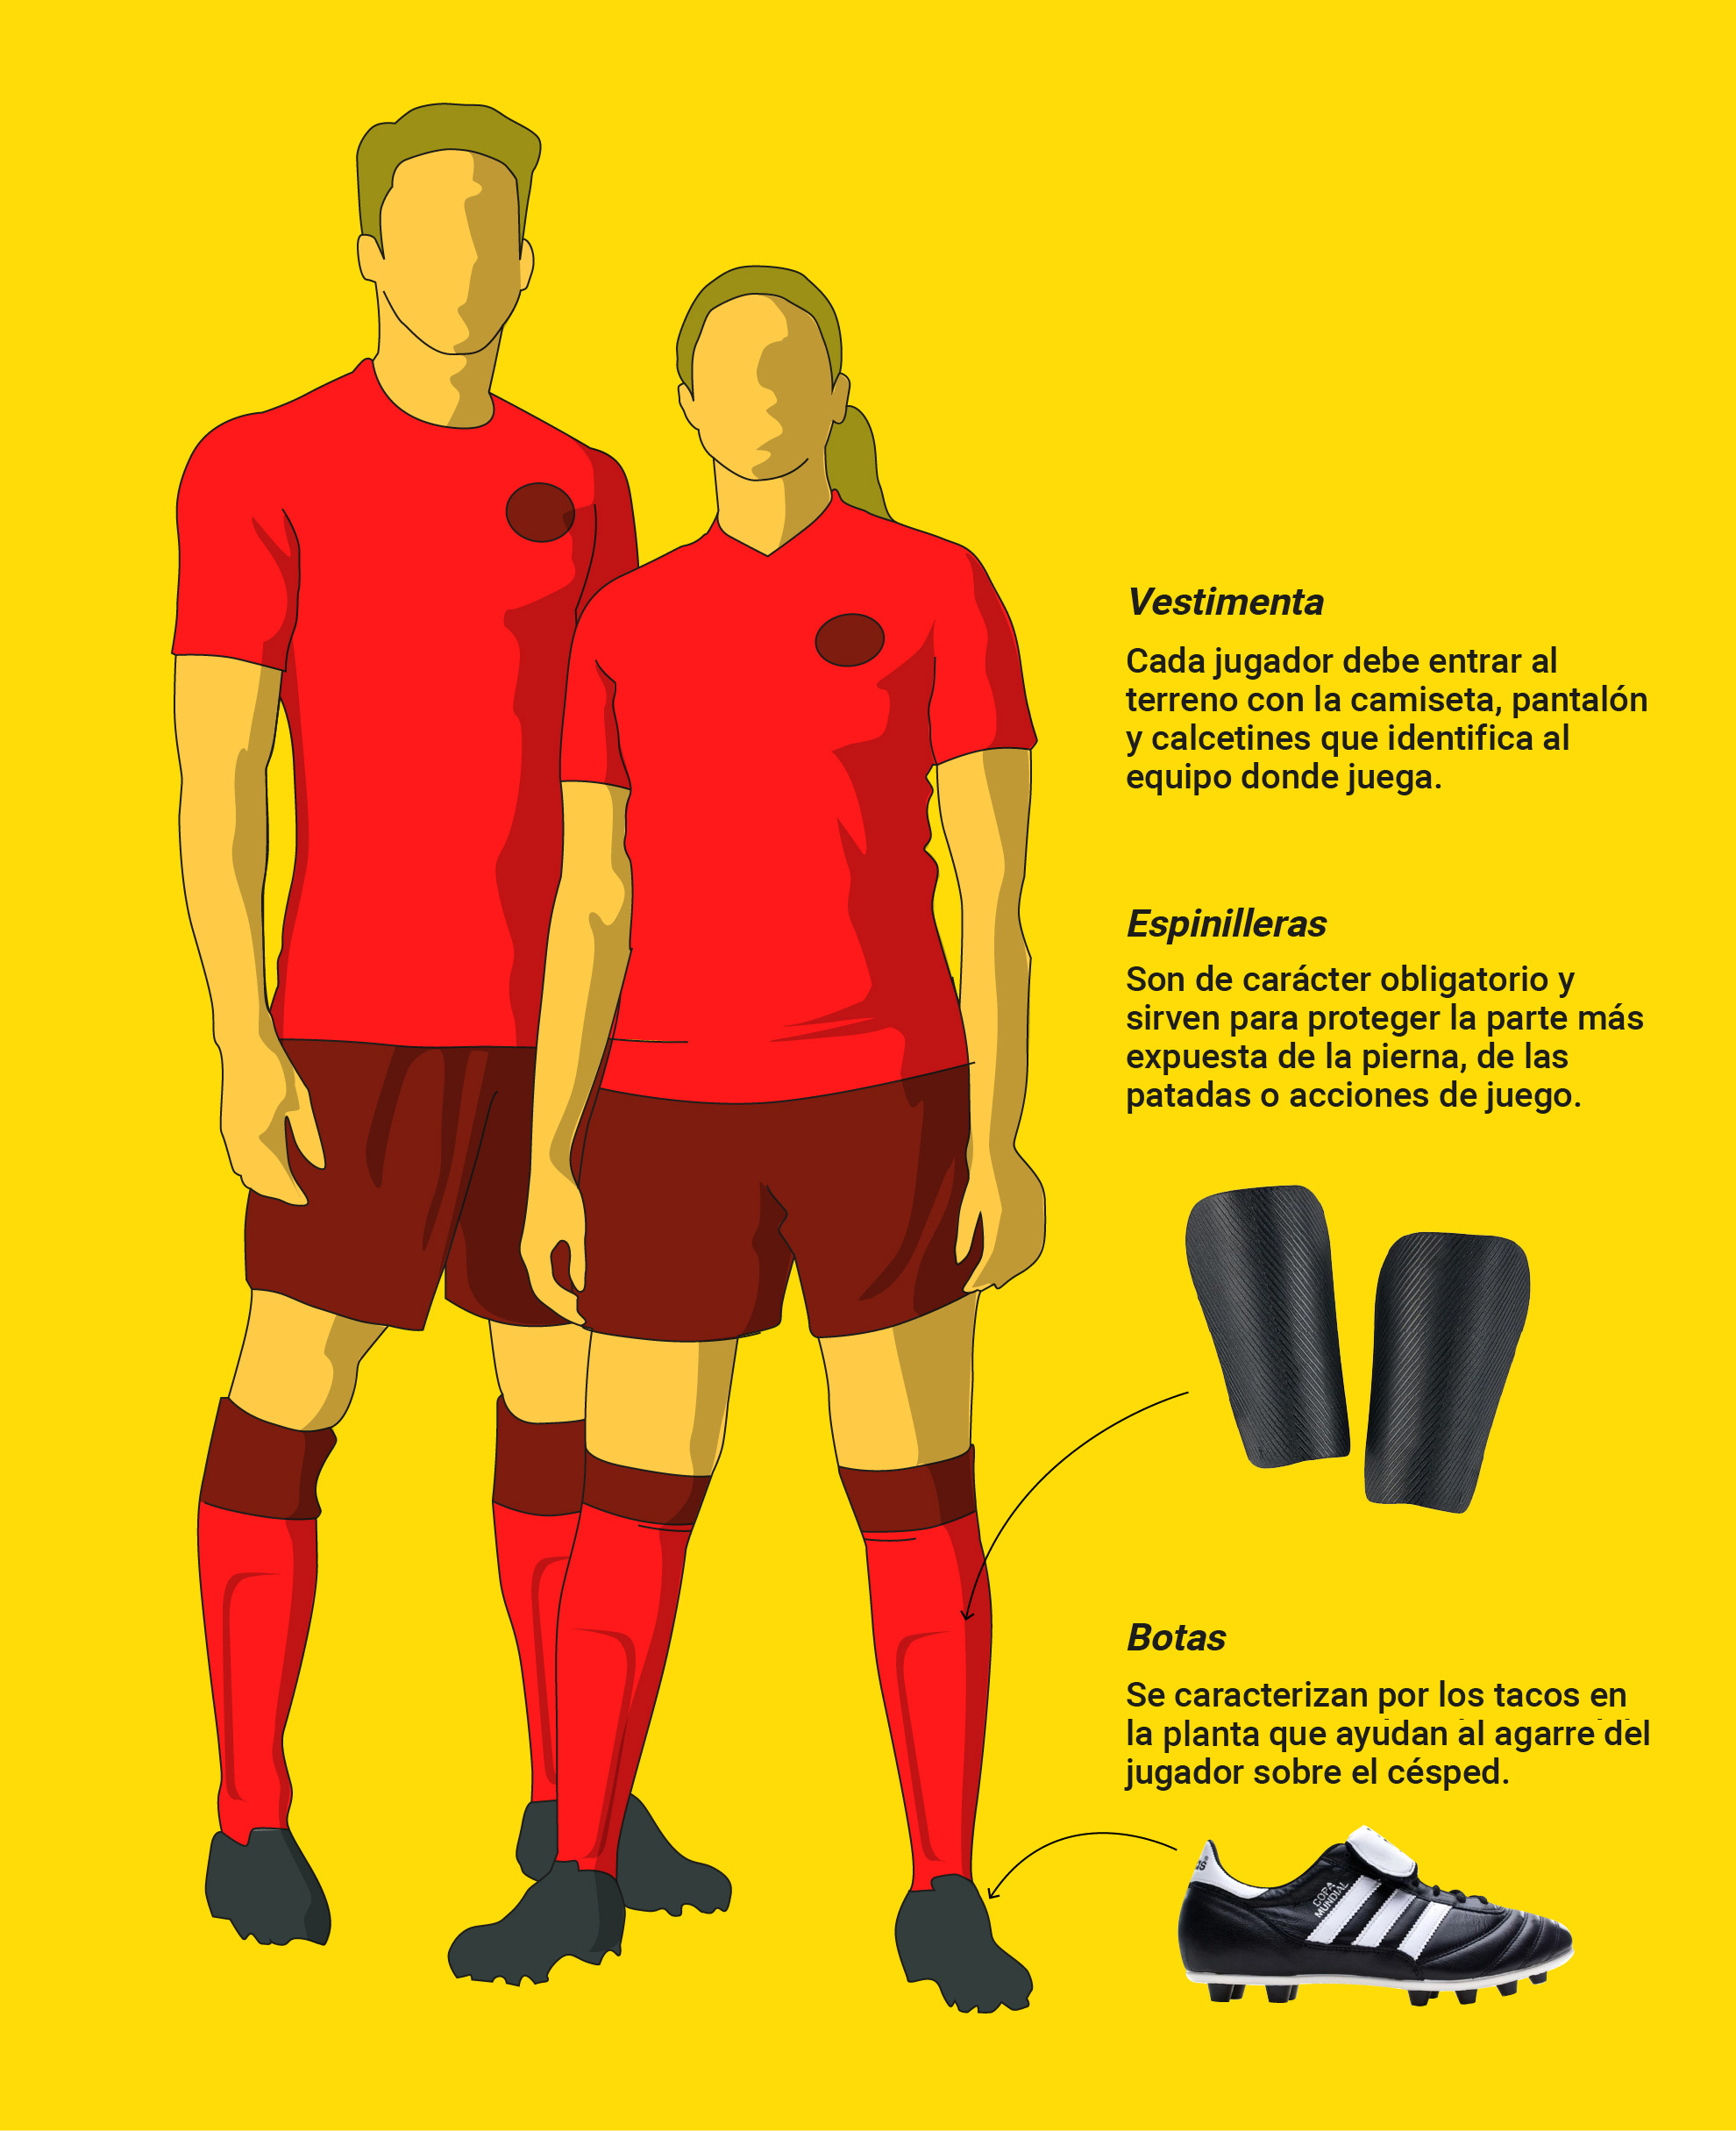 Vestimenta
Cada jugador debe entrar al
terreno con la camiseta, pantalón
y calcetines que identifica al
equipo donde juega.
Espinilleras
Son de carácter obligatorio y
sirven para proteger la parte más
expuesta de la pierna, de las
patadas o acciones de juego.
Botas
Se caracterizan por los tacos en
la planta que ayudan al agarre del
jugador sobre el césped.
COPA
MUNDIAL